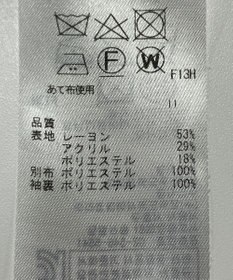 F
W
F13H
あて布使用
11
品質
表地 レーヨン 53%
アクリル 29%
ポリエステル 18%
別布 ポリエステル 100%
袖裏 ポリエステル 100%